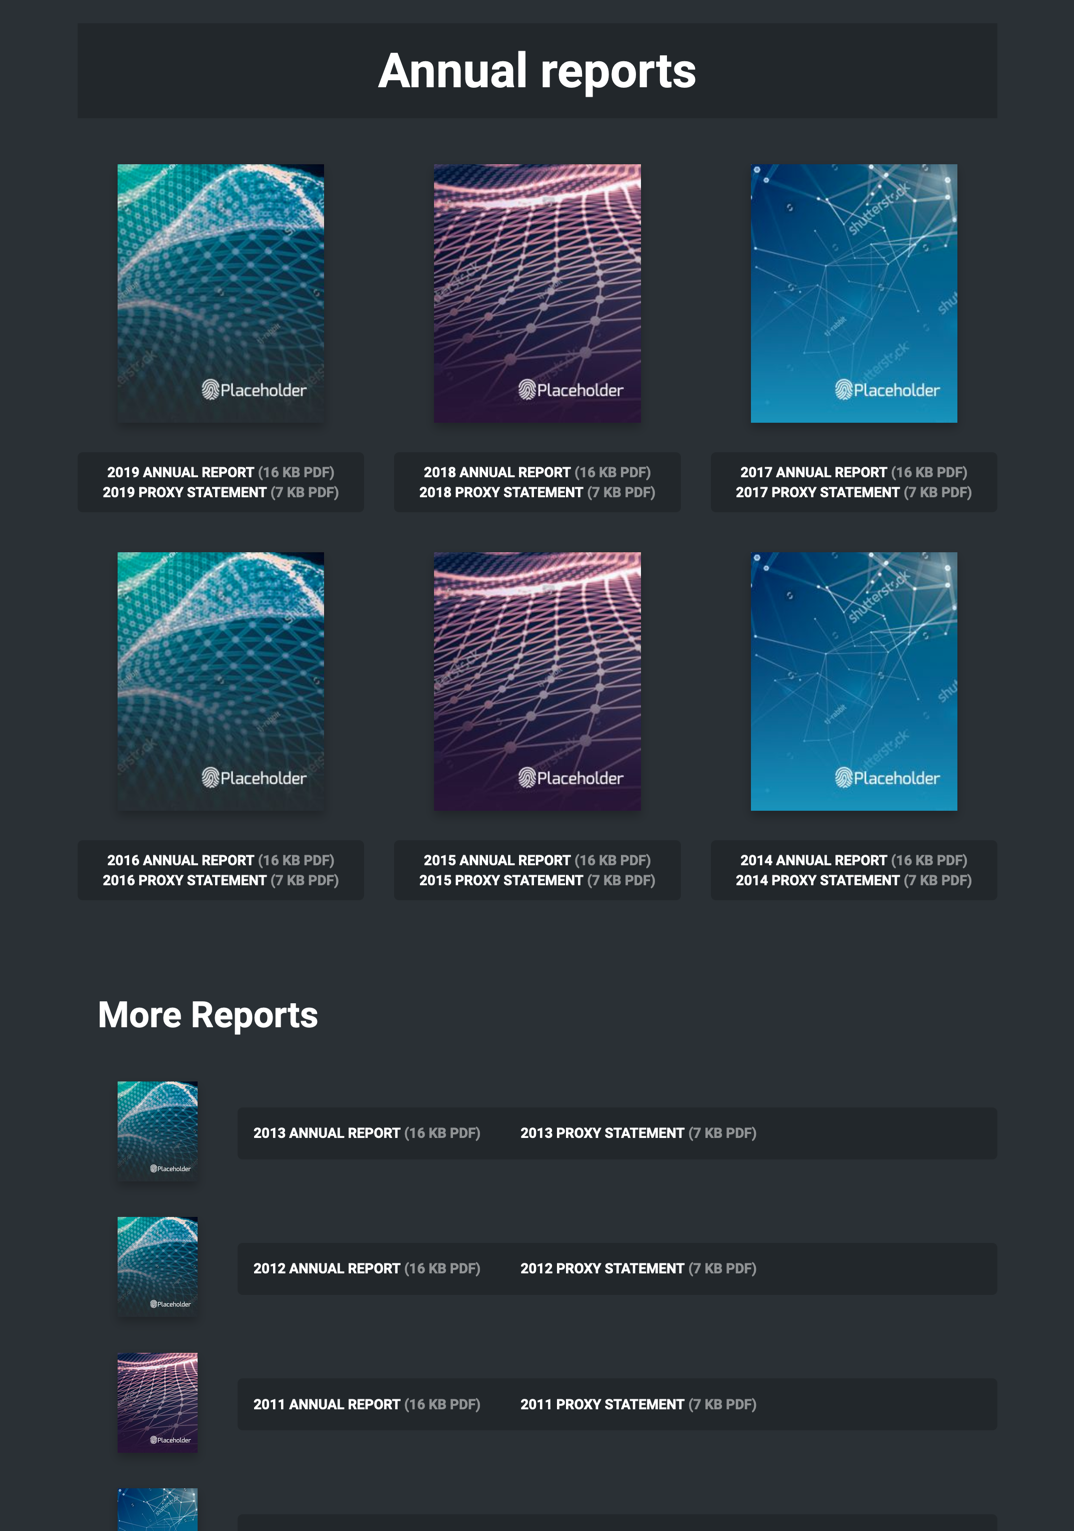 Annual reports
shutterstock
shutterstock
Placeholder
Placeholder
Placeholder
2019 ANNUAL REPORT (16 KB PDF)
2019 PROXY STATEMENT (7 KB PDF)
2018 ANNUAL REPORT (16 KB PDF)
2018 PROXY STATEMENT (7 KB PDF)
2017 ANNUAL REPORT (16 KB PDF)
2017 PROXY STATEMENT (7 KB PDF)
shutterstock
Placeholder
Placeholder
Placeholder
2016 ANNUAL REPORT (16 KB PDF)
2016 PROXY STATEMENT (7 KB PDF)
2015 ANNUAL REPORT (16 KB PDF)
2015 PROXY STATEMENT (7 KB PDF)
2014 ANNUAL REPORT (16 KB PDF)
2014 PROXY STATEMENT (7 KB PDF)
More Reports
Placeholder
2013 ANNUAL REPORT (16 KB PDF) 2013 PROXY STATEMENT (7 KB PDF)
Placeholder
2012 ANNUAL REPORT (16 KB PDF) 2012 PROXY STATEMENT (7 KB PDF)
Placeholder
2011 ANNUAL REPORT (16 KB PDF) 2011 PROXY STATEMENT (7 KB PDF)